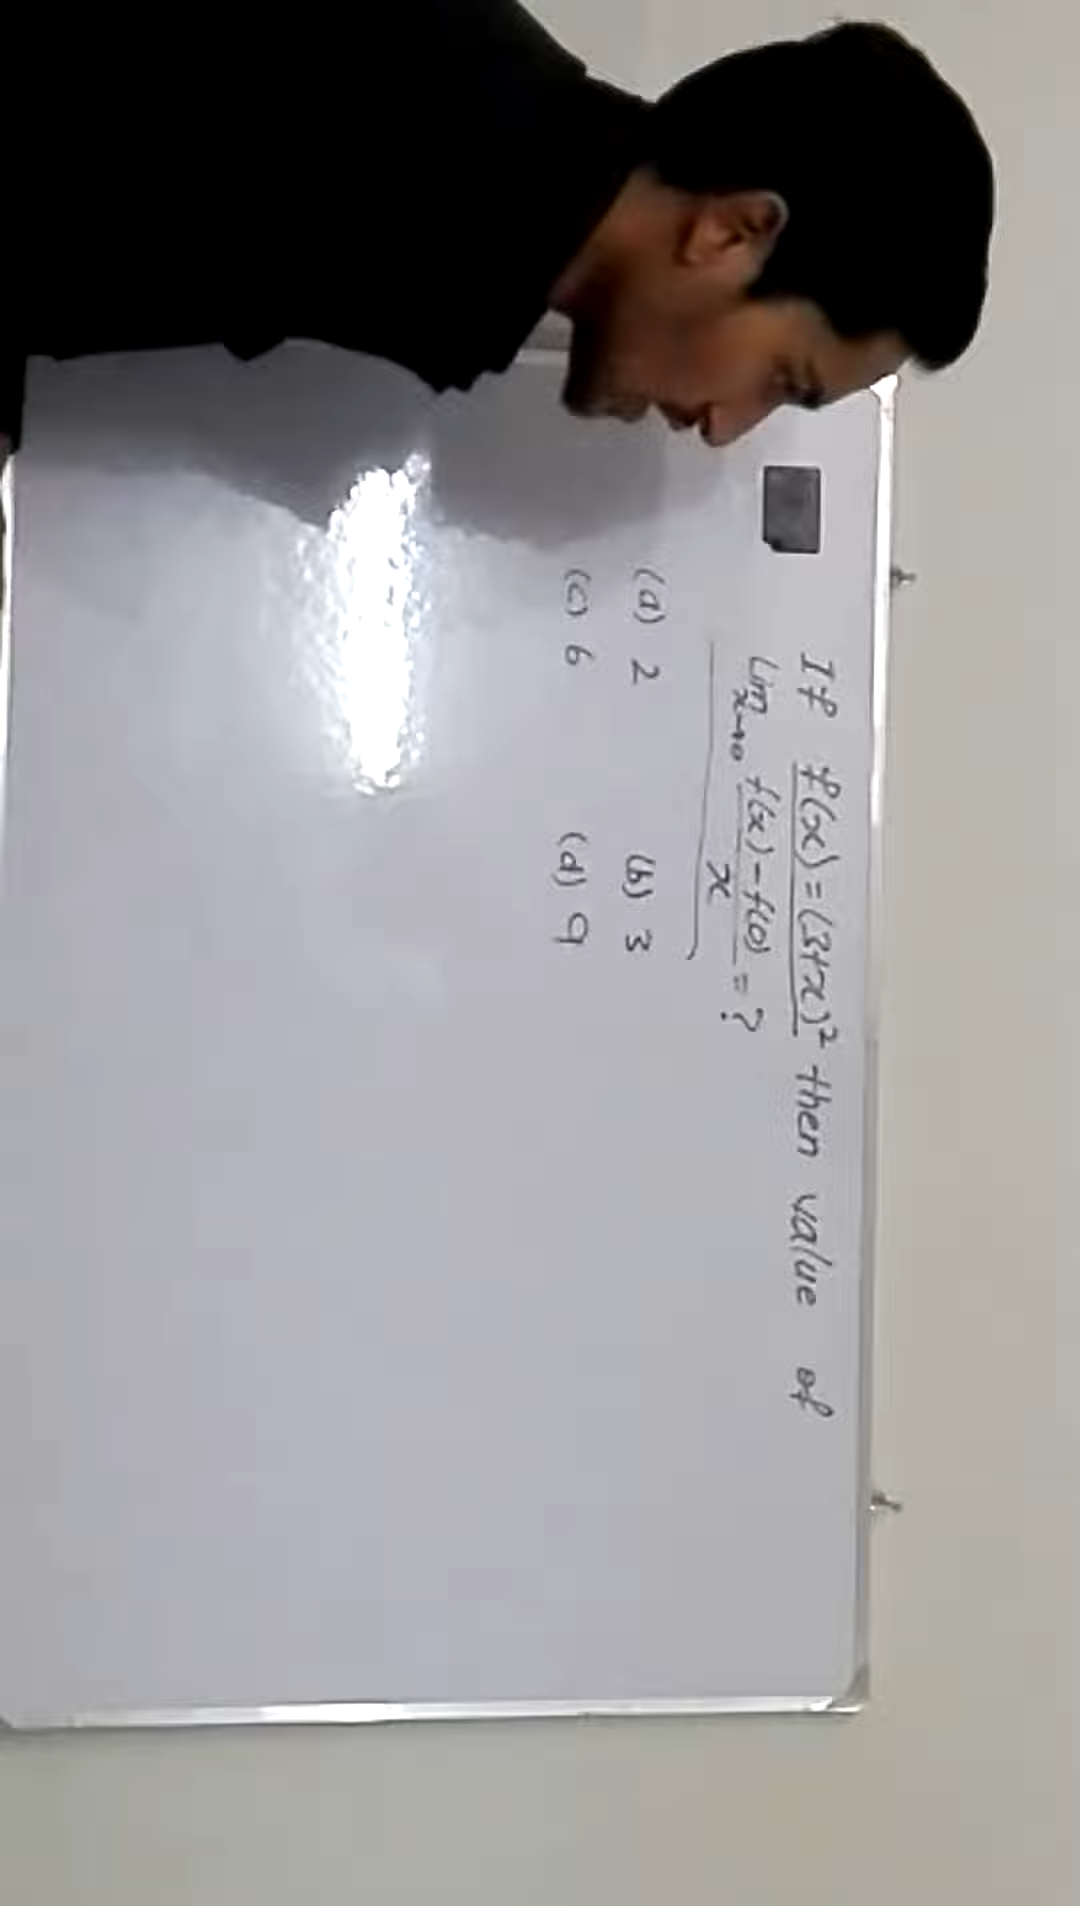 If f(x) = (3+x)² then value of
Lim x→0 f(x) - f(0) / x = ?
(a) 2 (b) 3
(c) 6 (d) 9